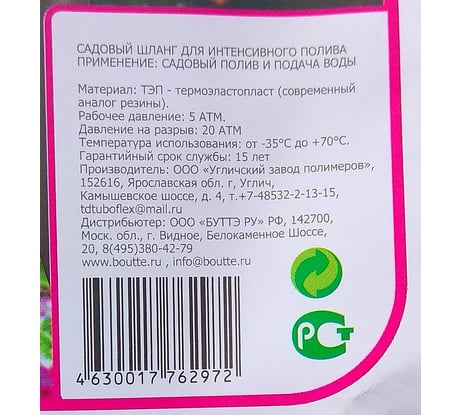 САДОВЫЙ ШЛАНГ ДЛЯ ИНТЕНСИВНОГО ПОЛИВА
ПРИМЕНЕНИЕ: САДОВЫЙ ПОЛИВ И ПОДАЧА ВОДЫ
Материал: ТЭП - термоэластопласт (современный
аналог резины).
Рабочее давление: 5 АТМ.
Давление на разрыв: 20 АТМ
Температура использования: от -35°С до +70°С.
Гарантийный срок службы: 15 лет
Производитель: ООО «Угличский завод полимеров»,
152616, Ярославская обл. г, Углич,
Камышевское шоссе, д. 4, т.+7-48532-2-13-15,
tdtuboflex@mail.ru
Дистрибьютер: ООО «БУТТЭ РУ» РФ, 142700,
Моск. обл. г. Видное, Белокаменное Шоссе,
20, 8(495)380-42-79
www.boutte.ru , info@boutte.ru
РСТ
4 630017 762972